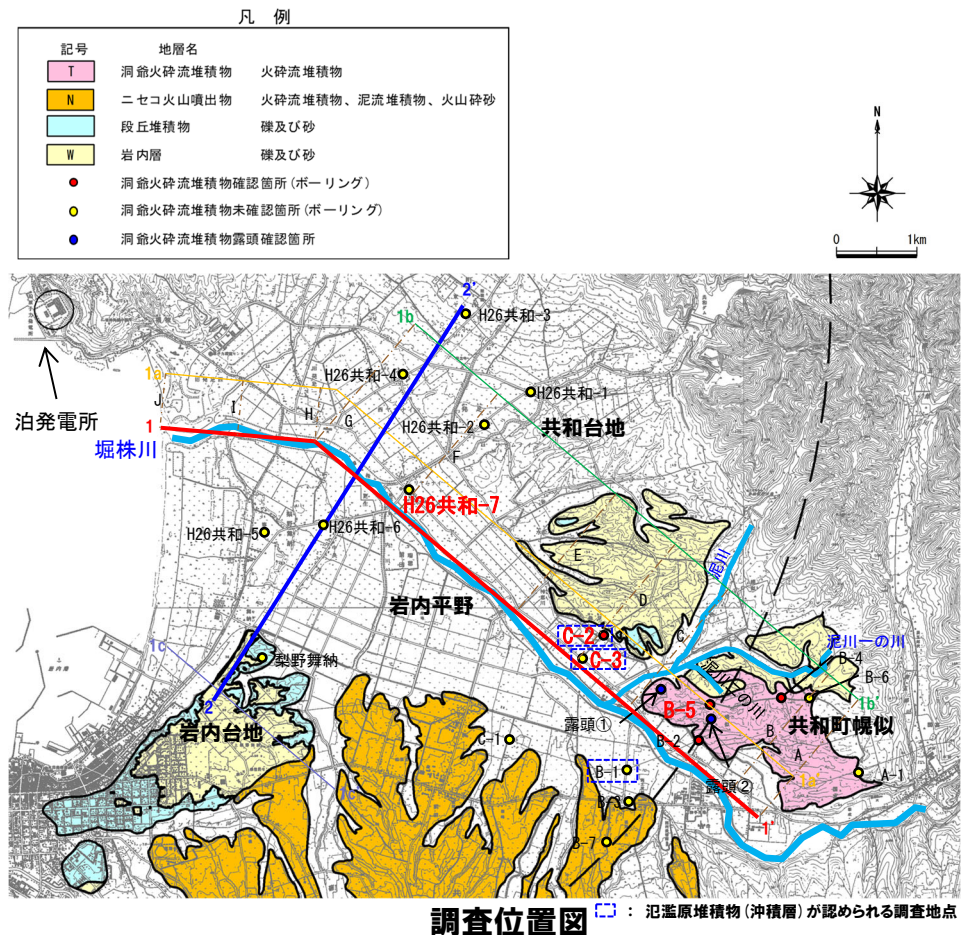 凡 例
記号 地層名
T 洞爺火砕流堆積物 火砕流堆積物
N ニセコ火山噴出物 火砕流堆積物、泥流堆積物、火山砕砂
段丘堆積物 礫及び砂
W 岩内層 礫及び砂
洞爺火砕流堆積物確認箇所(ボーリング)
洞爺火砕流堆積物未確認箇所(ボーリング)
洞爺火砕流堆積物露頭確認箇所
N
0 1km
2'
1b
H26共和-3
H26共和-4
1a
H26共和-1
J
I
H
G
泊発電所
1
H26共和-2
共和台地
F
堀株川
H26共和-7
H26共和-6
H26共和-5
E
泥川
岩内平野
D
C-2
C
1c
C-3
梨野舞納
泥川一の川
泥川一の川
B-4
B-6
2
岩内台地
B-5
1b'
露頭①
共和町幌似
C-1
B-2
B
A
B-1
1a'
A-1
1c'
露頭②
1'
B-7
調査位置図
: 氾濫原堆積物(沖積層)が認められる調査地点